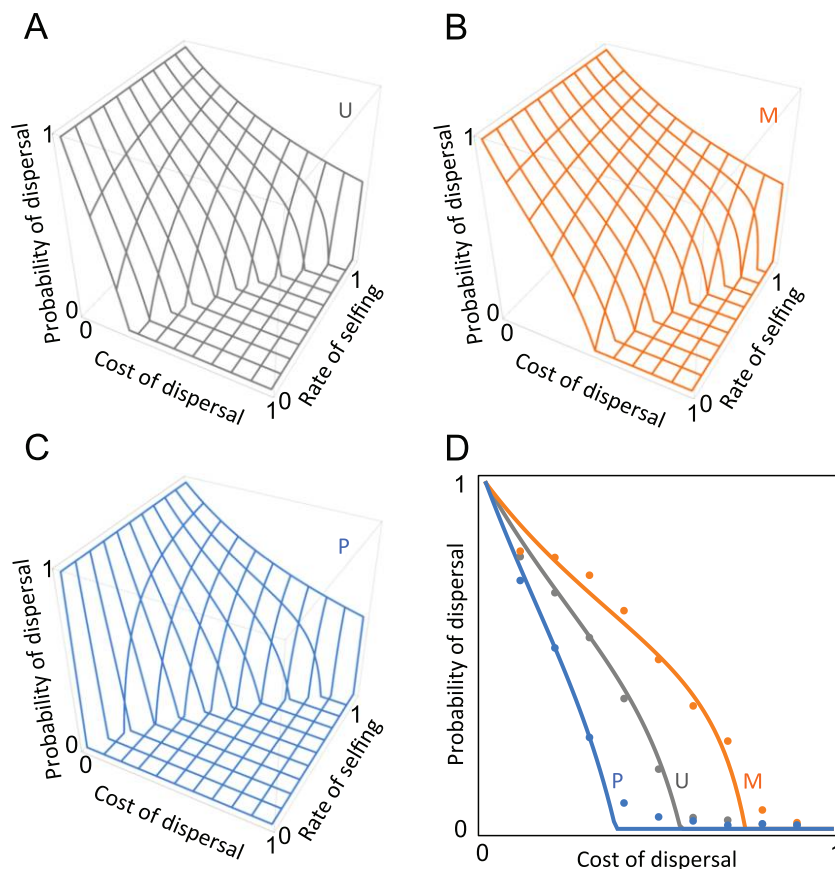 A
U
1
Probability of dispersal
0
0
Cost of dispersal
1
0
Rate of selfing
1
B
M
1
Probability of dispersal
0
0
Cost of dispersal
1
0
Rate of selfing
1
C
P
1
Probability of dispersal
0
0
Cost of dispersal
1
0
Rate of selfing
1
D
1
Probability of dispersal
P
U
M
0
0
Cost of dispersal
1